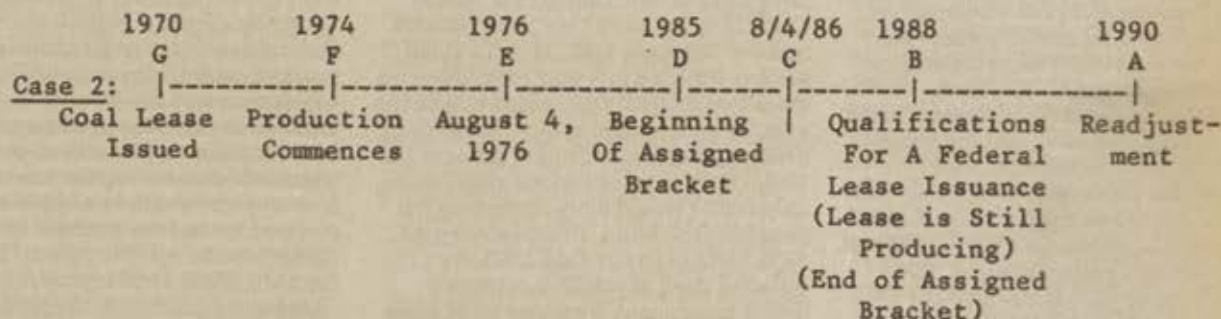 1970 1974 1976 1985 8/4/86 1988 1990
G F E D C B A
Case 2: |----------|----------|----------|------|-------|-------------|
Coal Lease Production August 4, Beginning | Qualifications Readjust-
Issued Commences 1976 Of Assigned For A Federal ment
Bracket Lease Issuance
(Lease is Still
Producing)
(End of Assigned
Bracket)